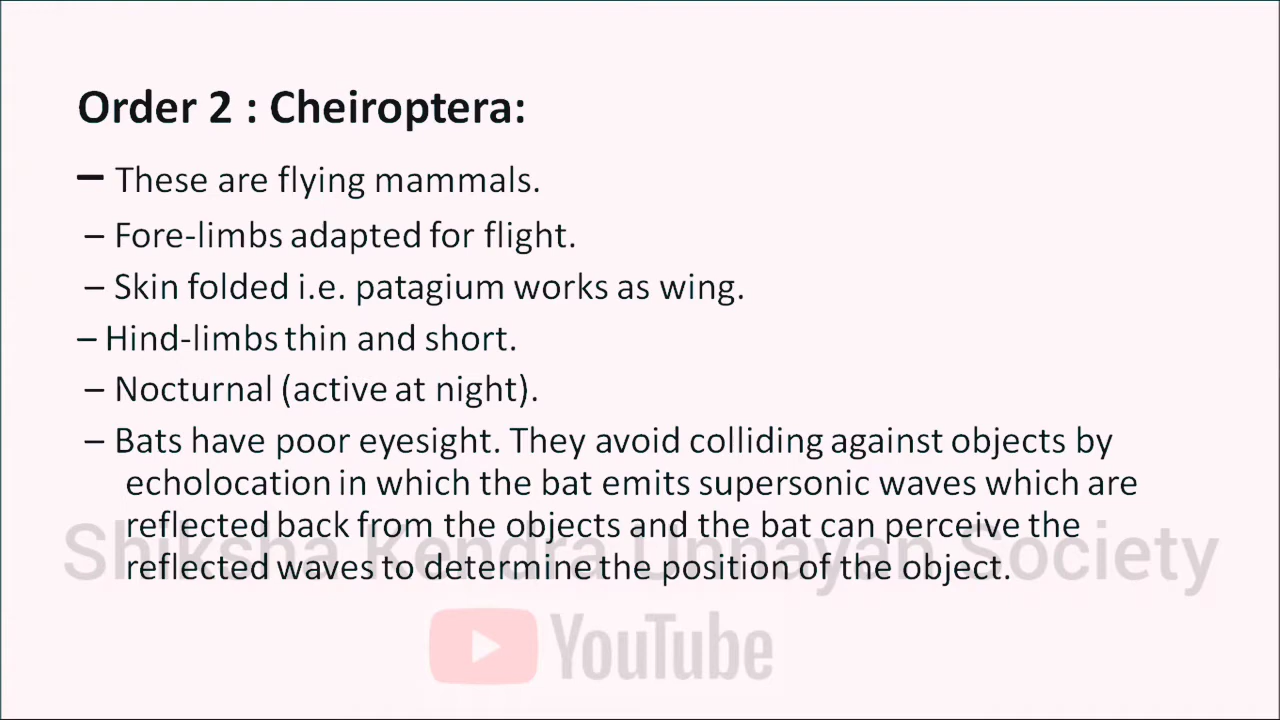 Order 2 : Cheiroptera:
– These are flying mammals.
– Fore-limbs adapted for flight.
– Skin folded i.e. patagium works as wing.
– Hind-limbs thin and short.
– Nocturnal (active at night).
– Bats have poor eyesight. They avoid colliding against objects by
echolocation in which the bat emits supersonic waves which are
reflected back from the objects and the bat can perceive the
Shiksha Kendra Unnayan Society
reflected waves to determine the position of the object.
YouTube